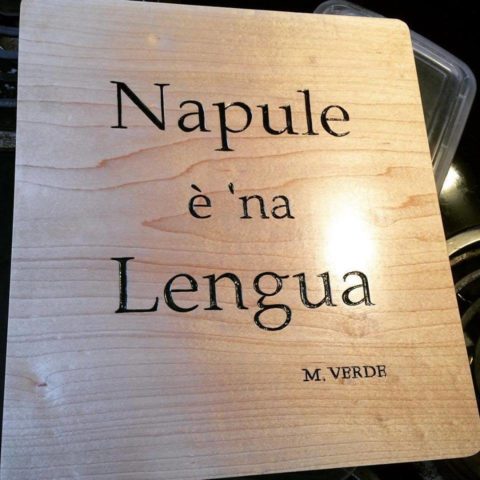 Napule
è 'na
Lengua
M. VERDE